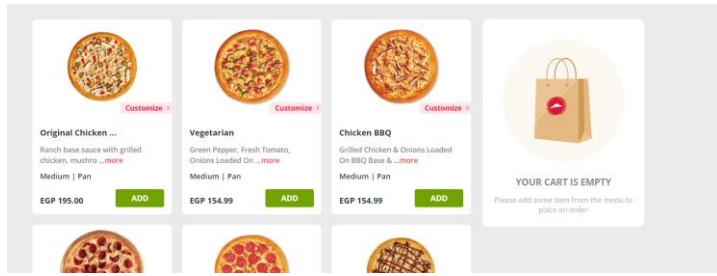 Customize >
Original Chicken ...
Ranch base sauce with grilled
chicken, mushro ...more
Medium | Pan
EGP 195.00
ADD
Customize >
Vegetarian
Green Pepper, Fresh Tomato,
Onions Loaded On ...more
Medium | Pan
EGP 154.99
ADD
Customize >
Chicken BBQ
Grilled Chicken & Onions Loaded
On BBQ Base & ...more
Medium | Pan
EGP 154.99
ADD
YOUR CART IS EMPTY
Please add some item from the menu to
place an order